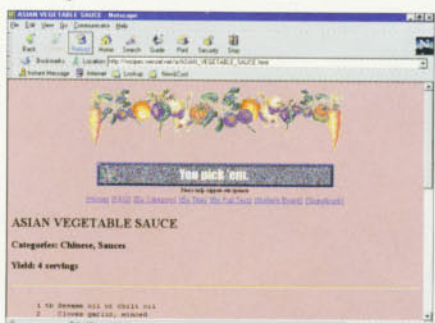 ASIAN VEGETABLE SAUCE - Netscape
File Edit View Go Communicator Help
Back Reload Home Search Guide Print Security Stop
Bookmarks Location:
Instant Message Internet Lookup New&Cool
You pick 'em.
ASIAN VEGETABLE SAUCE
Categories: Chinese, Sauces
Yield: 4 servings
1 tb Sesame oil or chili oil
2 Cloves garlic, minced